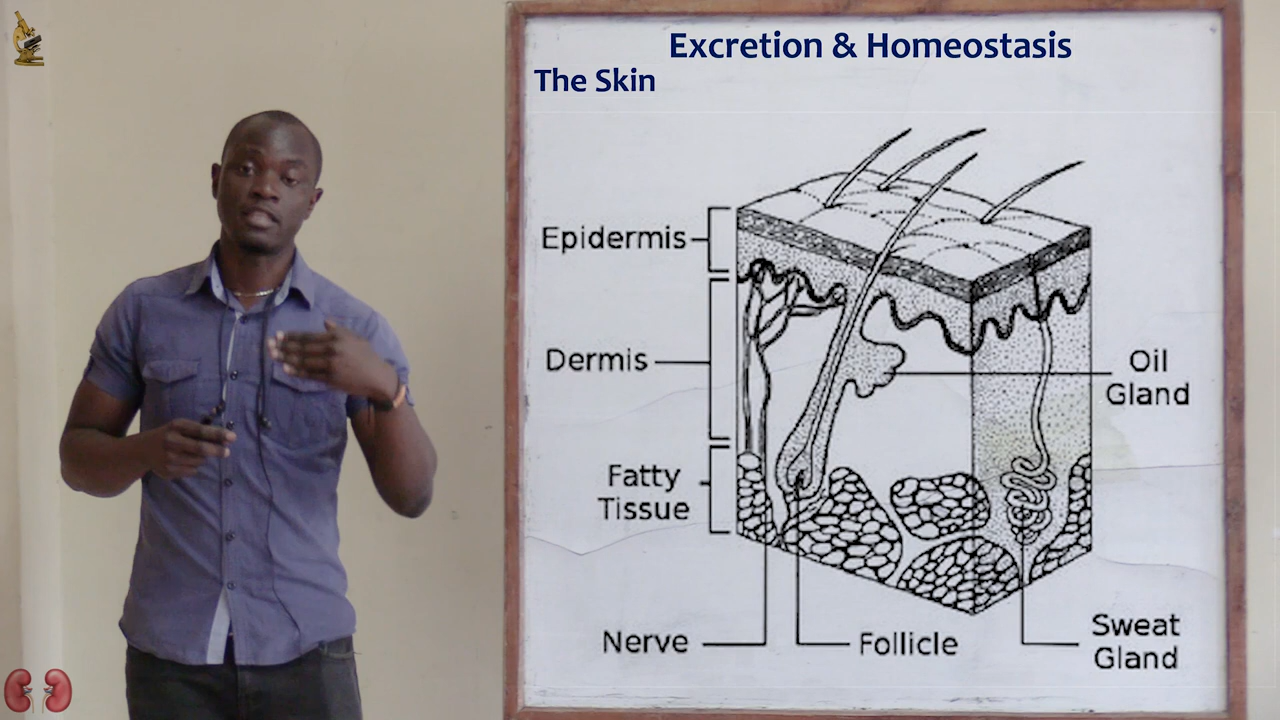 Excretion & Homeostasis
The Skin
Epidermis
Dermis
Oil
Gland
Fatty
Tissue
Nerve
Follicle
Sweat
Gland